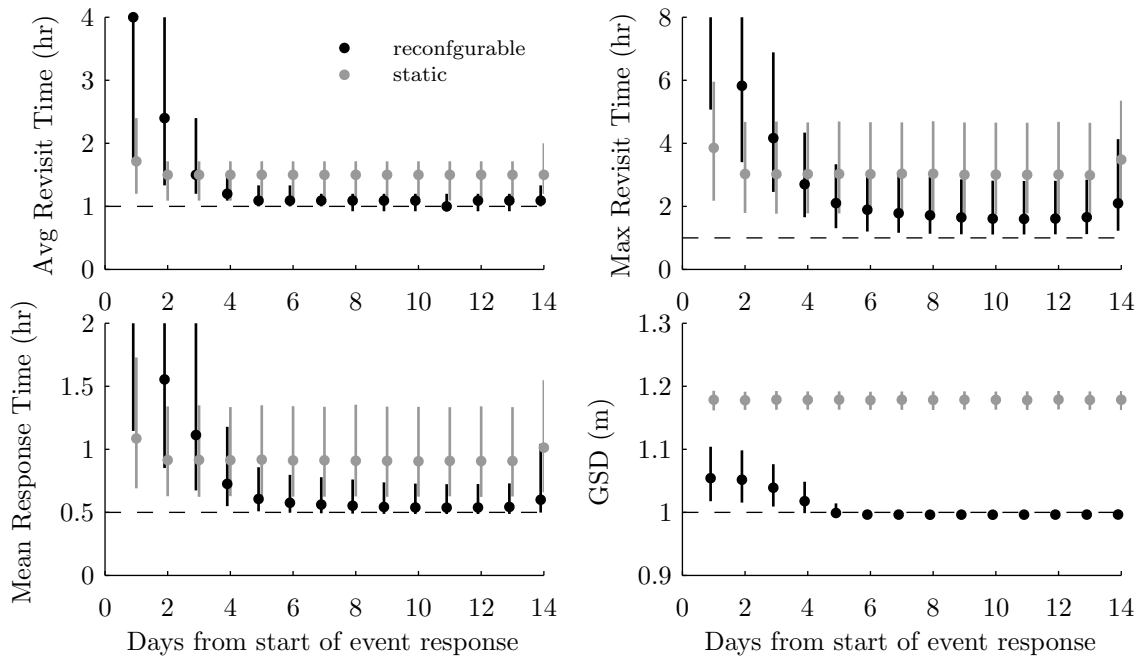 Avg Revisit Time (hr)
4
3
2
1
0
0 2 4 6 8 10 12 14
reconfgurable
static
Max Revisit Time (hr)
8
6
4
2
0
0 2 4 6 8 10 12 14
Mean Response Time (hr)
2
1.5
1
0.5
0
0 2 4 6 8 10 12 14
Days from start of event response
GSD (m)
1.3
1.2
1.1
1
0.9
0 2 4 6 8 10 12 14
Days from start of event response